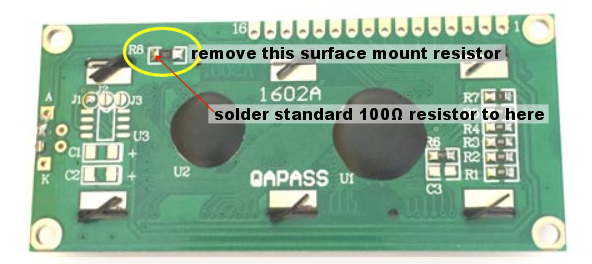 16
1
R8
remove this surface mount resistor
1602A
solder standard 100Ω resistor to here
A
J1
J2
J3
U3
C1
+
K
C2
+
U2
QAPASS
U1
R6
C3
R7
R4
R3
R2
R1